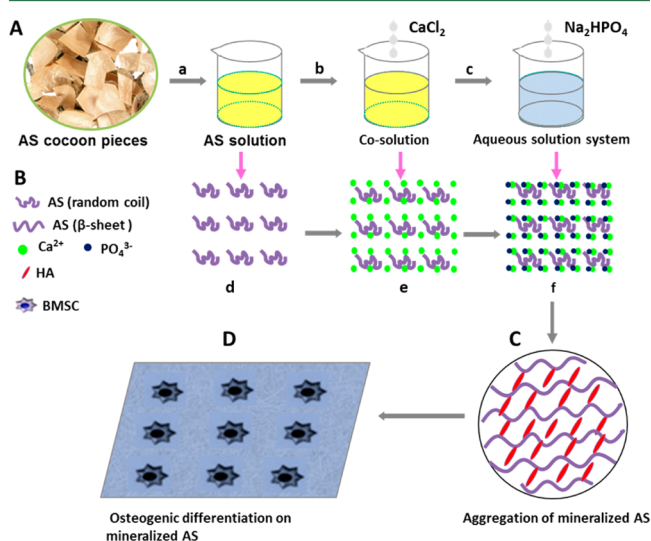 A
CaCl₂
Na₂HPO₄
a
b
c
AS cocoon pieces
AS solution
Co-solution
Aqueous solution system
B
AS (random coil)
AS (β-sheet )
Ca²⁺
PO₄³⁻
HA
BMSC
d
e
f
D
C
Osteogenic differentiation on
mineralized AS
Aggregation of mineralized AS